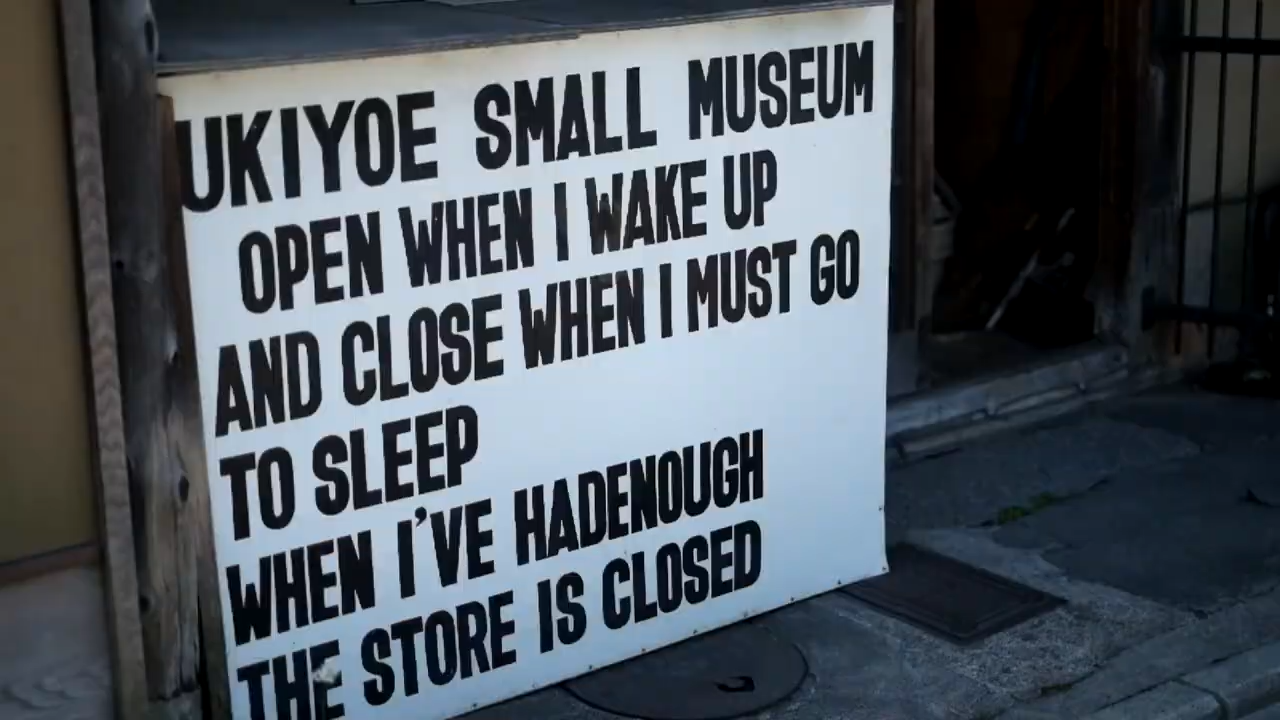 UKIYOE SMALL MUSEUM
OPEN WHEN I WAKE UP
AND CLOSE WHEN I MUST GO
TO SLEEP
WHEN I'VE HADENOUGH
THE STORE IS CLOSED